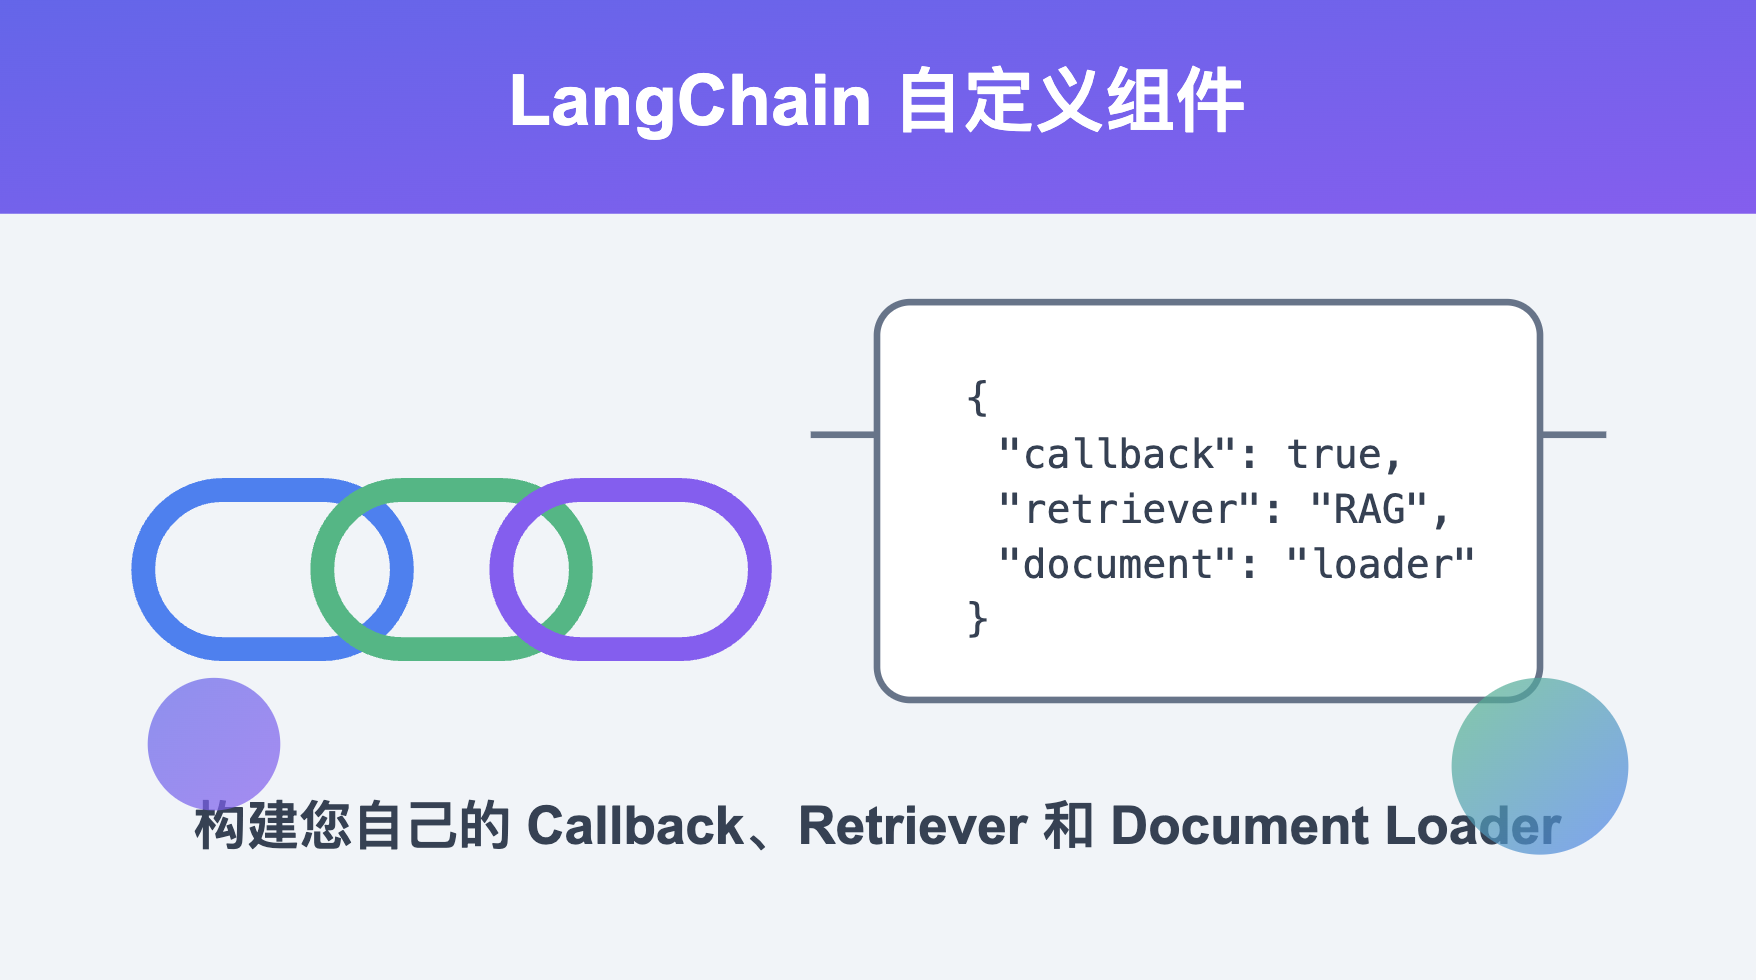 LangChain 自定义组件
{
"callback": true,
"retriever": "RAG",
"document": "loader"
}
构建您自己的 Callback、Retriever 和 Document Loader